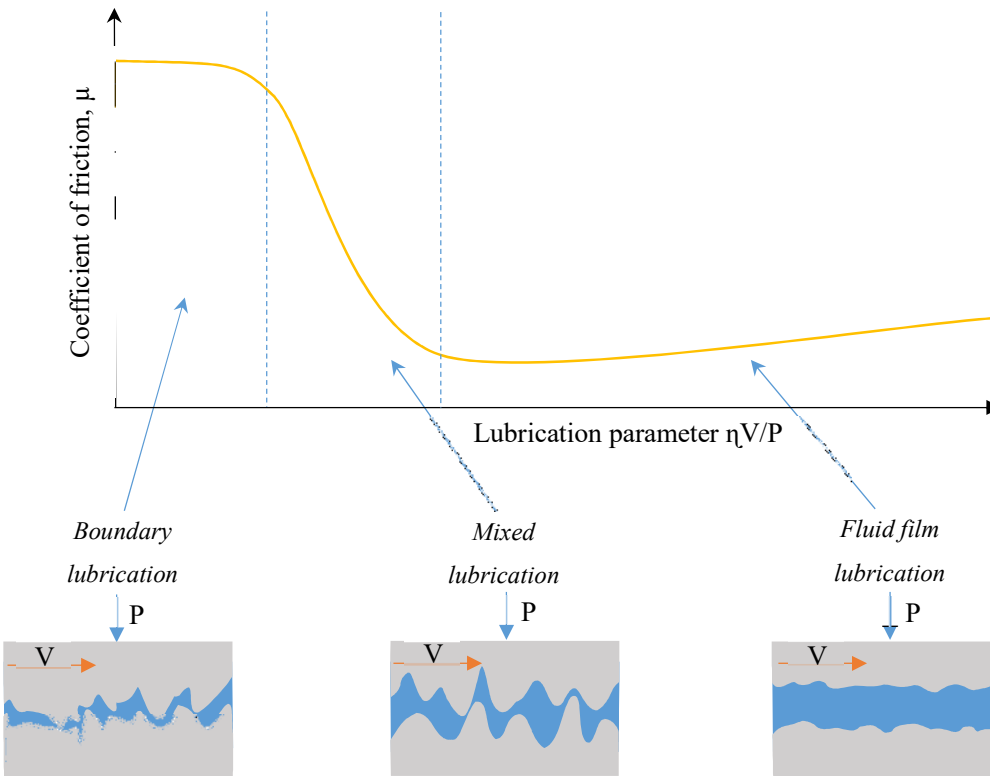 Coefficient of friction, μ
Lubrication parameter ηV/P
Boundary
lubrication
Mixed
lubrication
Fluid film
lubrication
P
P
P
V
V
V